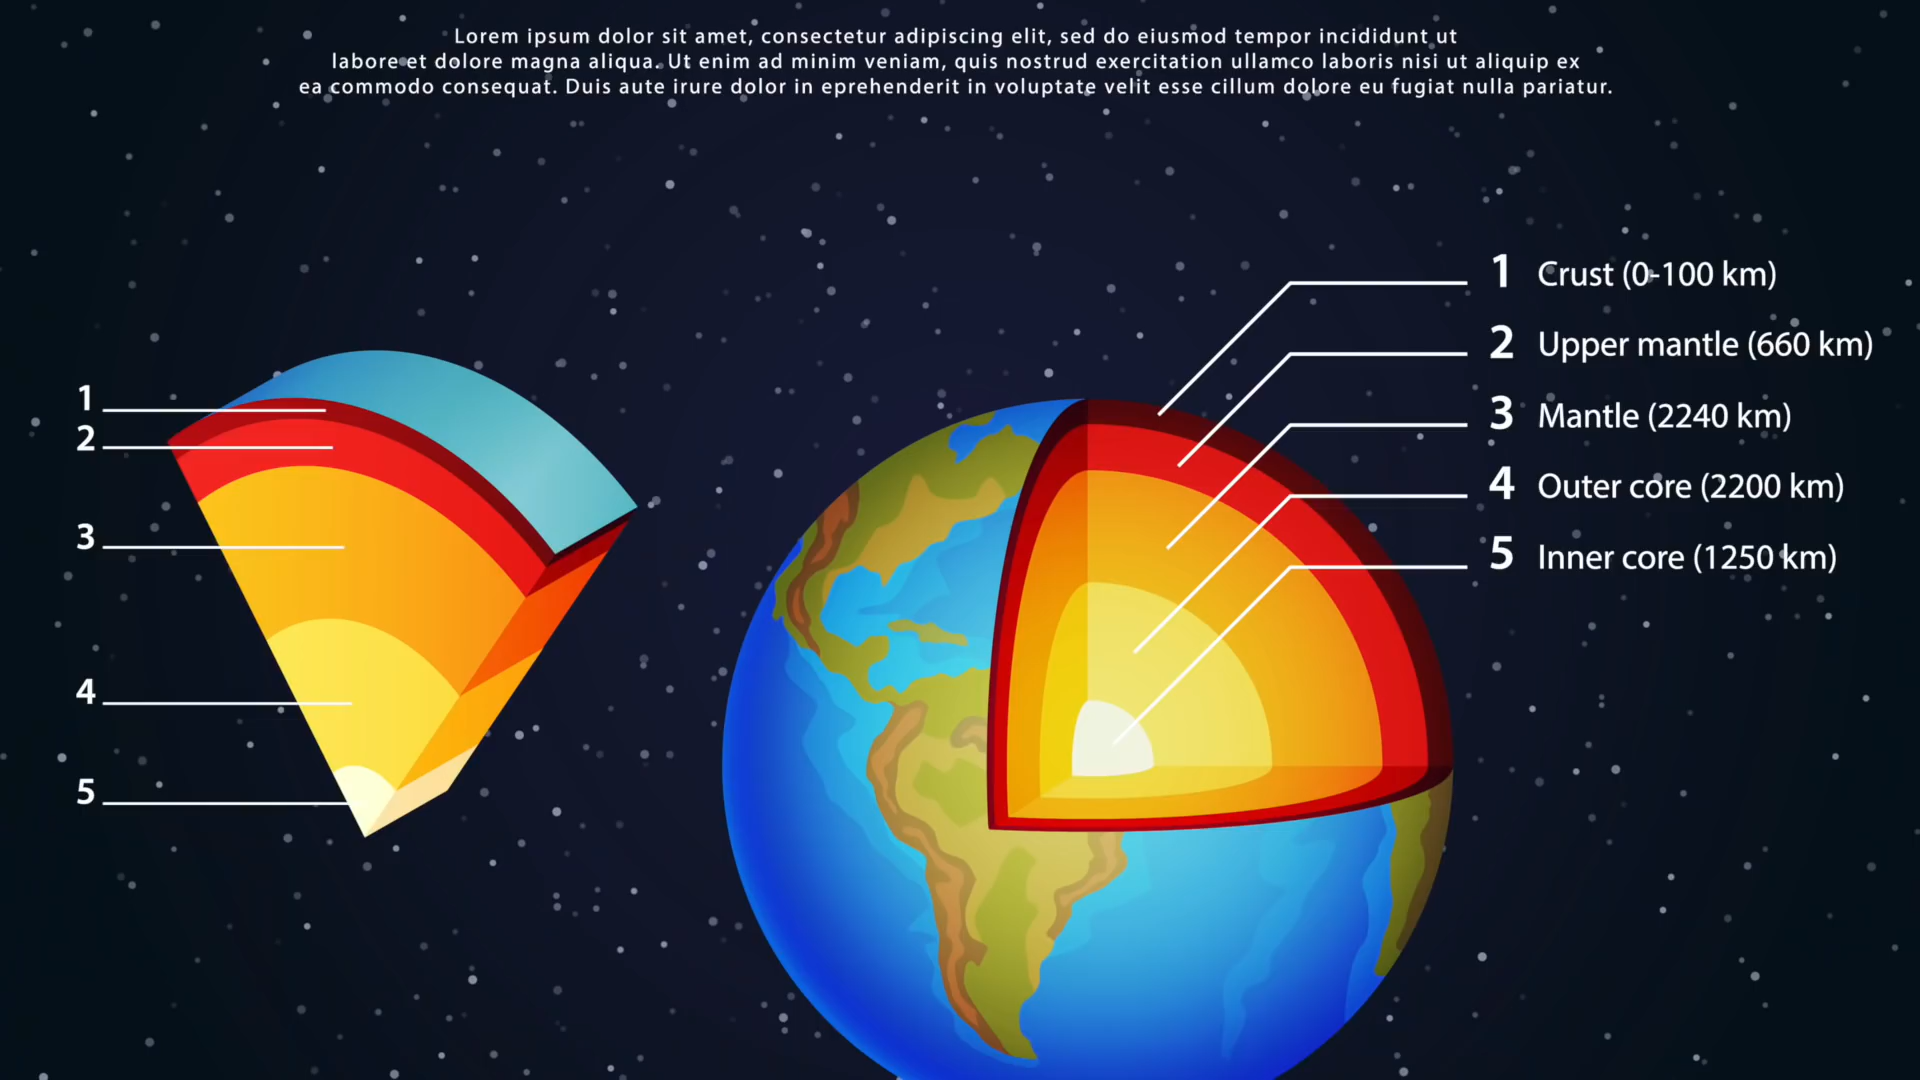 Lorem ipsum dolor sit amet, consectetur adipiscing elit, sed do eiusmod tempor incididunt ut
labore et dolore magna aliqua. Ut enim ad minim veniam, quis nostrud exercitation ullamco laboris nisi ut aliquip ex
ea commodo consequat. Duis aute irure dolor in eprehenderit in voluptate velit esse cillum dolore eu fugiat nulla pariatur.
1
2
3
4
5
1 Crust (0-100 km)
2 Upper mantle (660 km)
3 Mantle (2240 km)
4 Outer core (2200 km)
5 Inner core (1250 km)